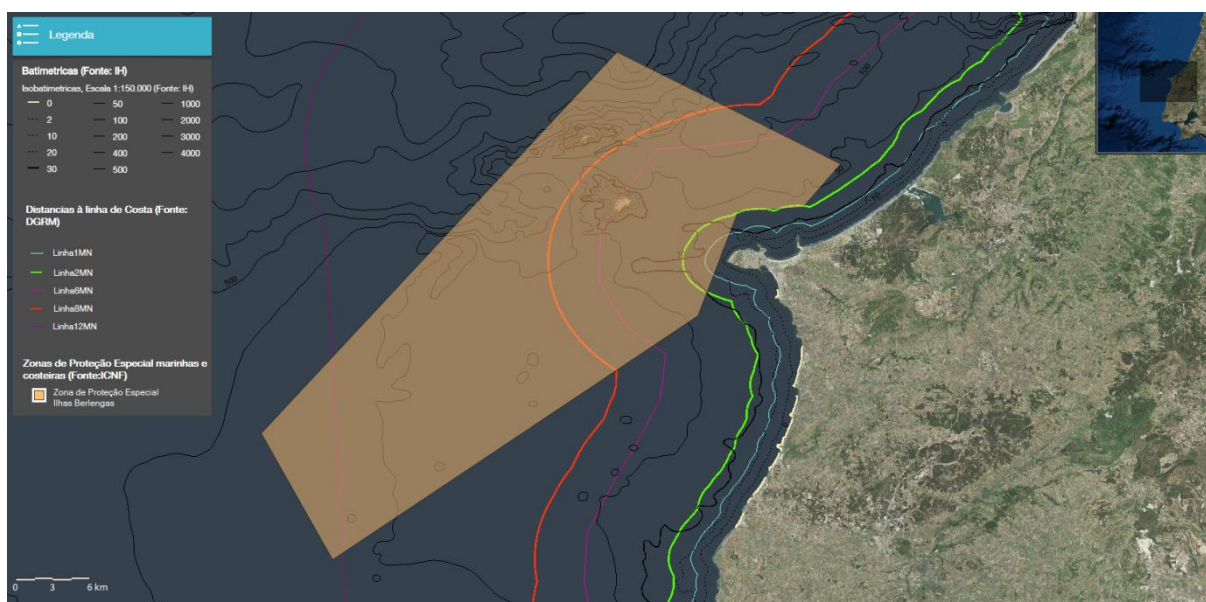 Legenda
Batimetricas (Fonte: IH)
Isobatimetricas, Escala 1:150.000 (Fonte: IH)
0 50 1000
2 100 2000
10 200 3000
20 400 4000
30 500
Distancias à linha de Costa (Fonte:
DGRM)
Linha1MN
Linha2MN
Linha6MN
Linha8MN
Linha12MN
Zonas de Proteção Especial marinhas e
costeiras (Fonte:ICNF)
Zona de Proteção Especial
Ilhas Berlengas
100
500
0 3 6 km